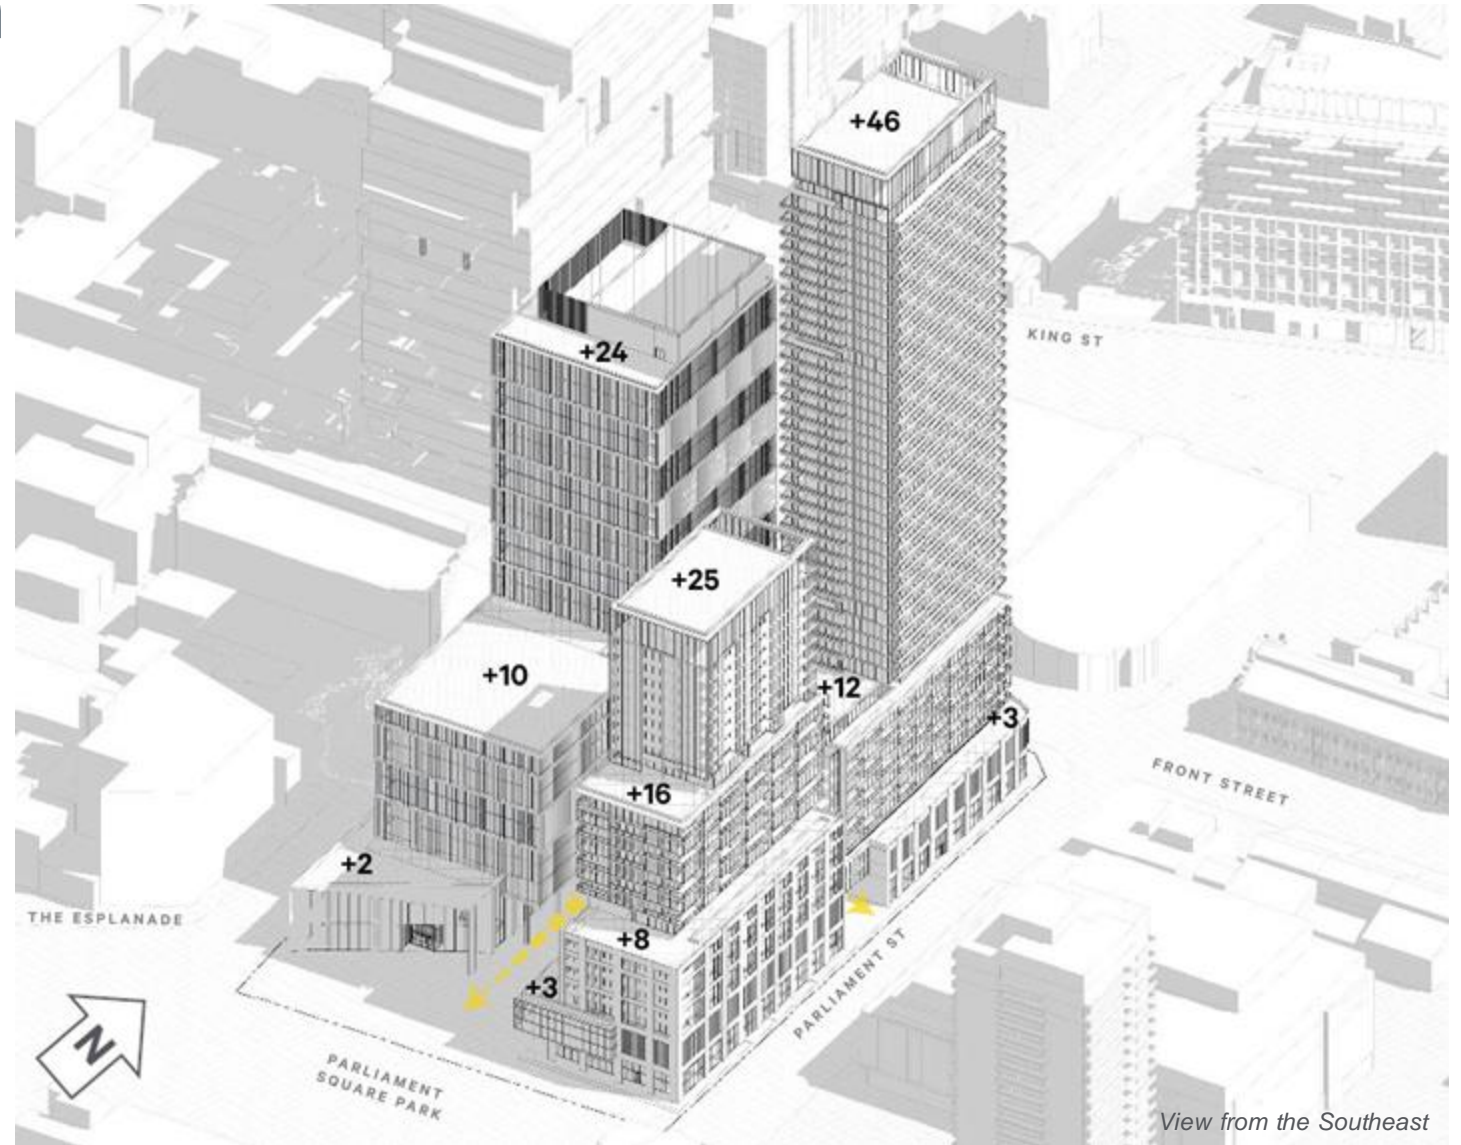 +46
KING ST
+24
+25
+10
+12
+3
FRONT STREET
+16
+2
THE ESPLANADE
+8
PARLIAMENT ST
+3
N
PARLIAMENT
SQUARE PARK
View from the Southeast